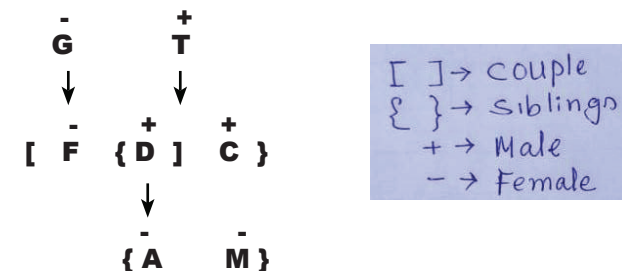 - +
G T
[ ] → couple
{ } → siblings
+ → Male
- → Female
- + +
[ F { D ] C }
- -
{ A M }